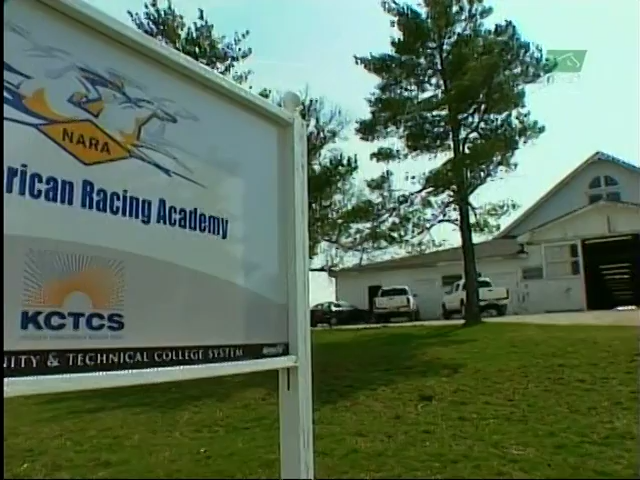 NARA
rican Racing Academy
KCTCS
NITY & TECHNICAL COLLEGE SYSTEM